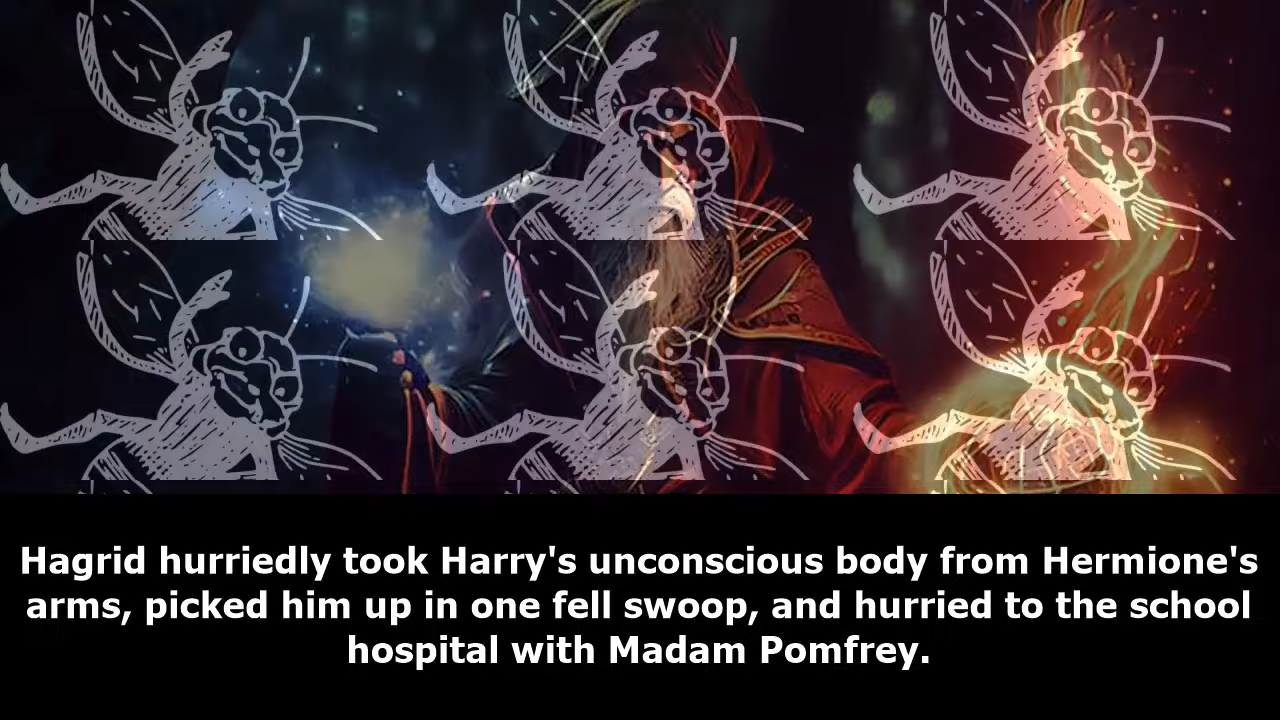 Hagrid hurriedly took Harry's unconscious body from Hermione's
arms, picked him up in one fell swoop, and hurried to the school
hospital with Madam Pomfrey.